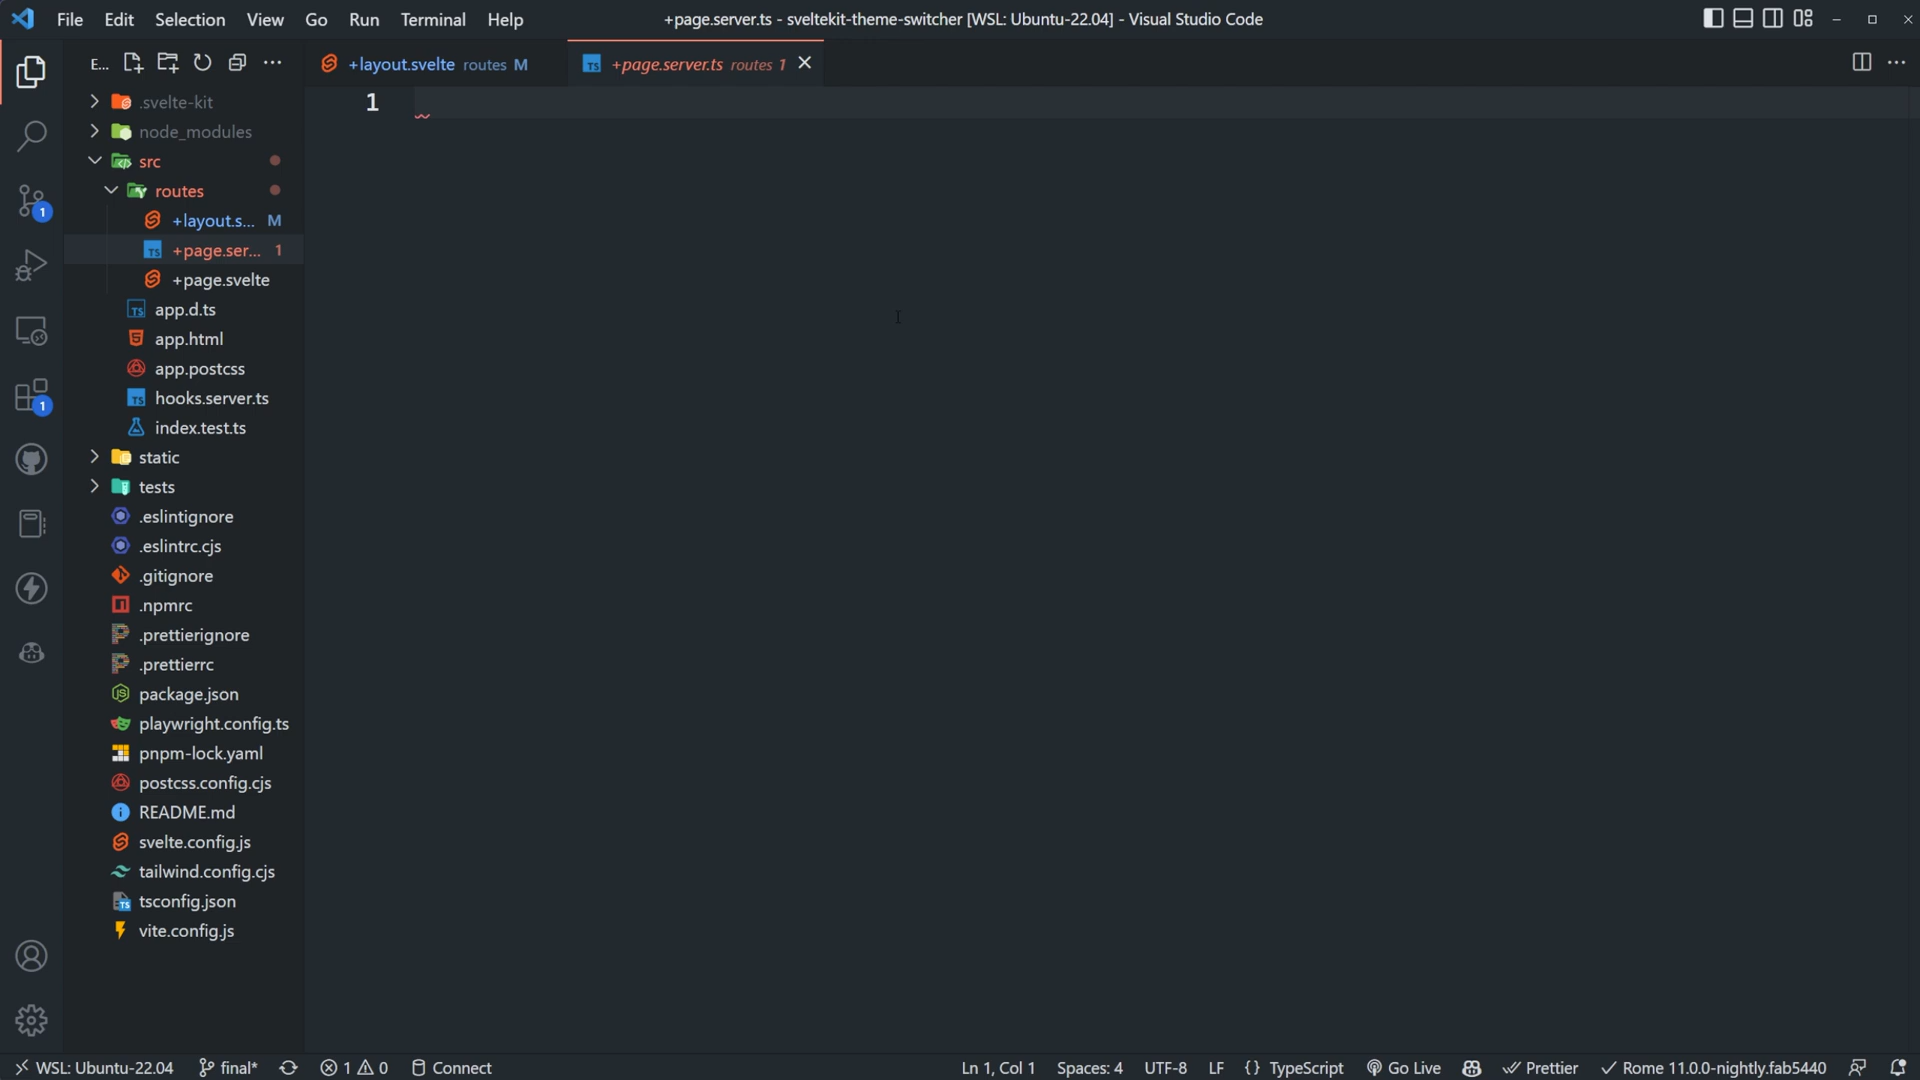 File Edit Selection View Go Run Terminal Help
+page.server.ts - sveltekit-theme-switcher [WSL: Ubuntu-22.04] - Visual Studio Code
E...
+layout.svelte routes M
+page.server.ts routes 1
1
.svelte-kit
node_modules
src
routes
+layout.s... M
+page.ser... 1
+page.svelte
app.d.ts
app.html
app.postcss
hooks.server.ts
index.test.ts
static
tests
.eslintignore
.eslintrc.cjs
.gitignore
.npmrc
.prettierignore
.prettierrc
package.json
playwright.config.ts
pnpm-lock.yaml
postcss.config.cjs
README.md
svelte.config.js
tailwind.config.cjs
tsconfig.json
vite.config.js
1
1
WSL: Ubuntu-22.04 final* 1 0 Connect
Ln 1, Col 1 Spaces: 4 UTF-8 LF {} TypeScript Go Live Prettier Rome 11.0.0-nightly.fab5440